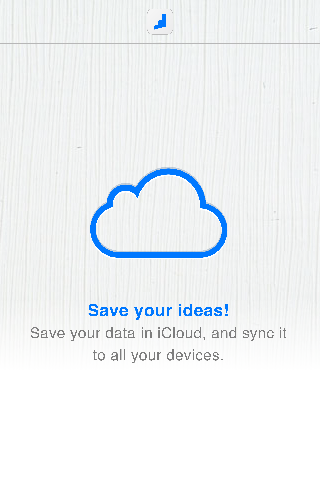 Save your ideas!
Save your data in iCloud, and sync it
to all your devices.